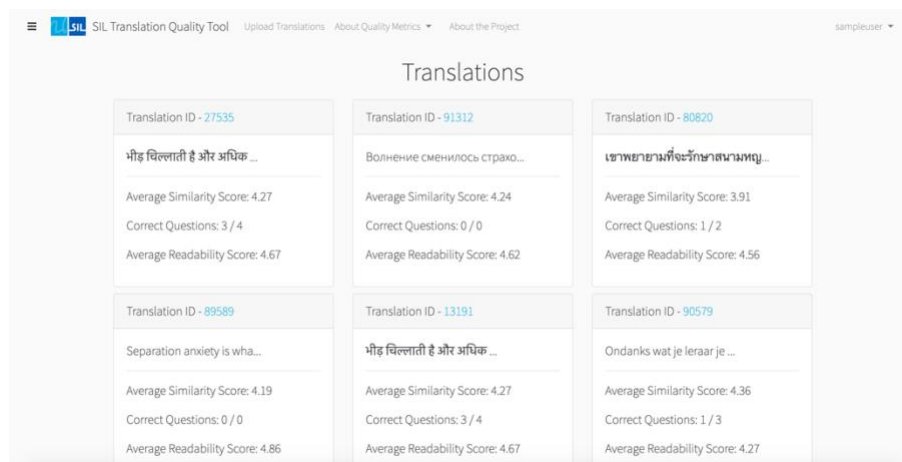 SIL SIL Translation Quality Tool Upload Translations About Quality Metrics About the Project sampleuser
Translations
Translation ID - 27535
भीड़ चिल्लाती है और अधिक ...
Average Similarity Score: 4.27
Correct Questions: 3 / 4
Average Readability Score: 4.67
Translation ID - 91312
Волнение сменилось страхо...
Average Similarity Score: 4.24
Correct Questions: 0 / 0
Average Readability Score: 4.62
Translation ID - 80820
เขาพยายามที่จะรักษาสนามหญ...
Average Similarity Score: 3.91
Correct Questions: 1 / 2
Average Readability Score: 4.56
Translation ID - 89589
Separation anxiety is wha...
Average Similarity Score: 4.19
Correct Questions: 0 / 0
Average Readability Score: 4.86
Translation ID - 13191
भीड़ चिल्लाती है और अधिक ...
Average Similarity Score: 4.27
Correct Questions: 3 / 4
Average Readability Score: 4.67
Translation ID - 90579
Ondanks wat je leraar je ...
Average Similarity Score: 4.36
Correct Questions: 1 / 3
Average Readability Score: 4.27